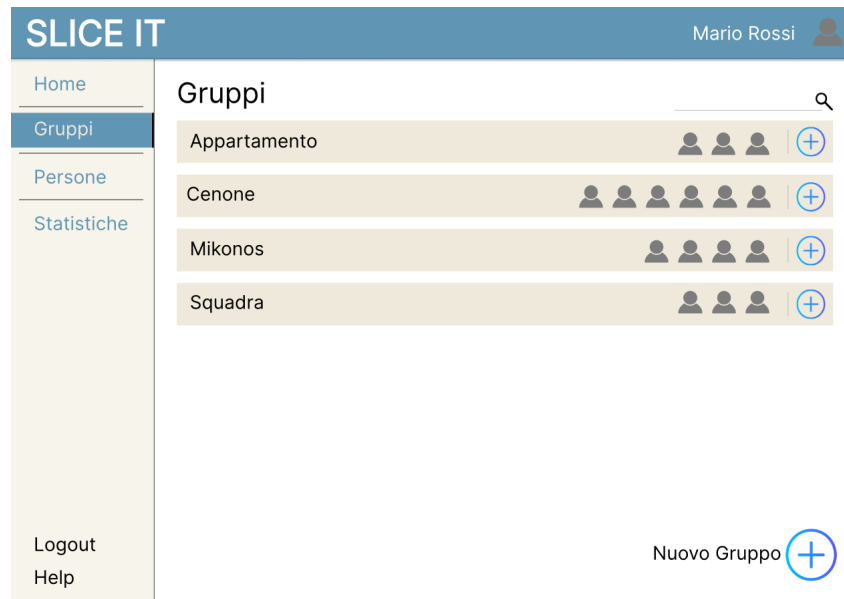 SLICE IT
Mario Rossi
Home
Gruppi
Persone
Statistiche
Logout
Help
Gruppi
Appartamento
Cenone
Mikonos
Squadra
Nuovo Gruppo